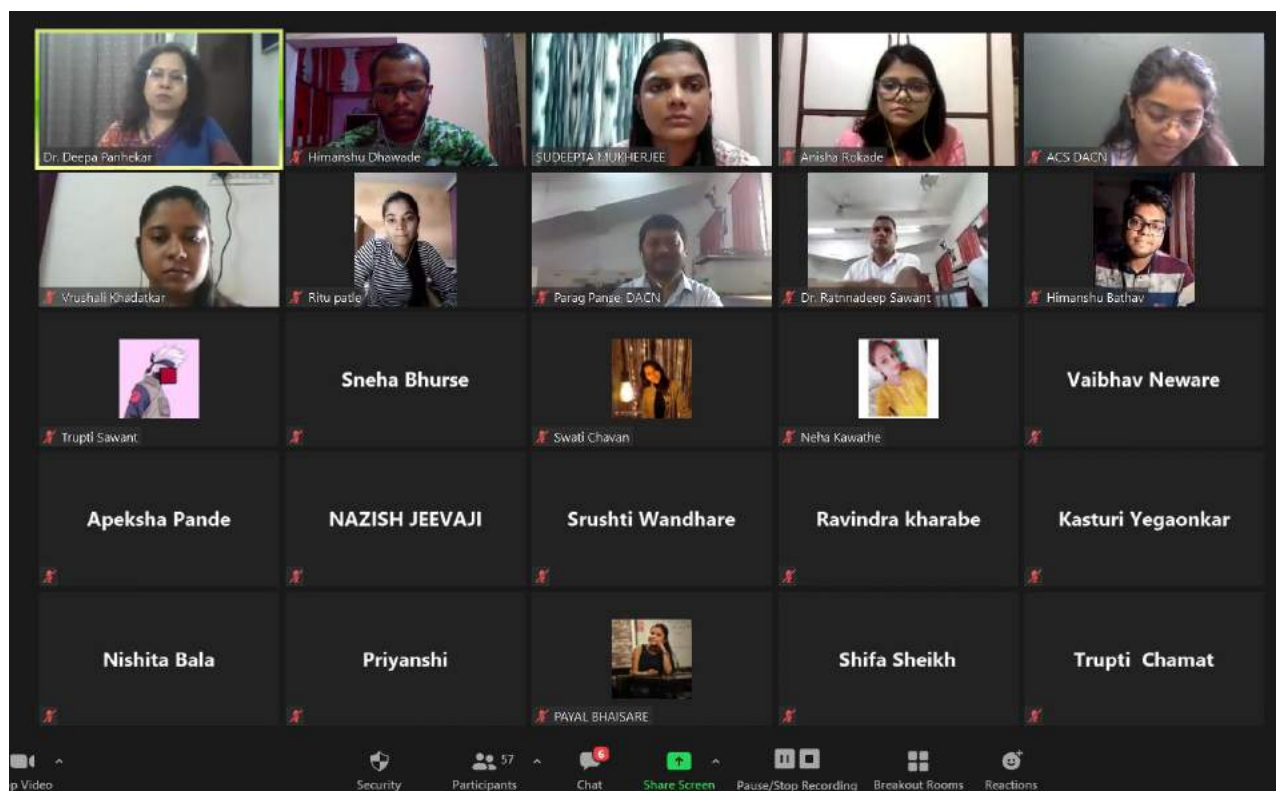 Dr. Deepa Panhekar
Himanshu Dhawade
SUDEEPTA MUKHERJEE
Anisha Rokade
ACS DACN
Vrushali Khadatkar
Ritu patle
Parag Panse, DACN
Dr. Ratnnadeep Sawant
Himanshu Bathav
Trupti Sawant
Sneha Bhurse
Swati Chavan
Neha Kawathe
Vaibhav Neware
Apeksha Pande
NAZISH JEEVAJI
Srushti Wandhare
Ravindra kharabe
Kasturi Yegaonkar
Nishita Bala
Priyanshi
PAYAL BHAISARE
Shifa Sheikh
Trupti Chamat
57
6
p Video
Security
Participants
Chat
Share Screen
Pause/Stop Recording
Breakout Rooms
Reactions